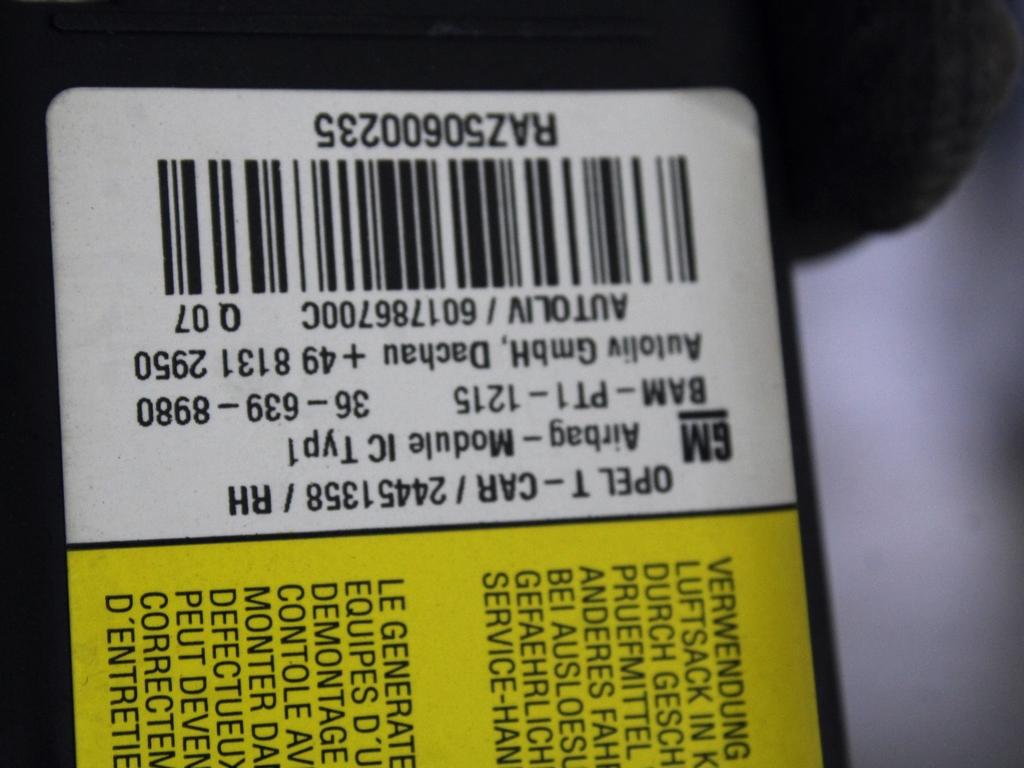 OPEL T-CAR / 24451358 / RH
GM Airbag - Module IC Typ1
BAM - PT1 - 1215 36 - 639 - 8980
Autoliv GmbH, Dachau + 49 8131 2950
AUTOLIV / 601786700C Q 07
RAZ50600235
VERWENDUNG
LUFTSACK IN K
DURCH GESCH
PRUEFMITTEL
ANDERES FAH
BEI AUSLOESU
GEFAEHRLICH
SERVICE-HAN
LE GENERATE
EQUIPES D'U
DEMONTAGE
CONTOLE AV
MONTER DA
DEFECTUEUX
PEUT DEVEN
CORRECTEM
D'ENTRETIE